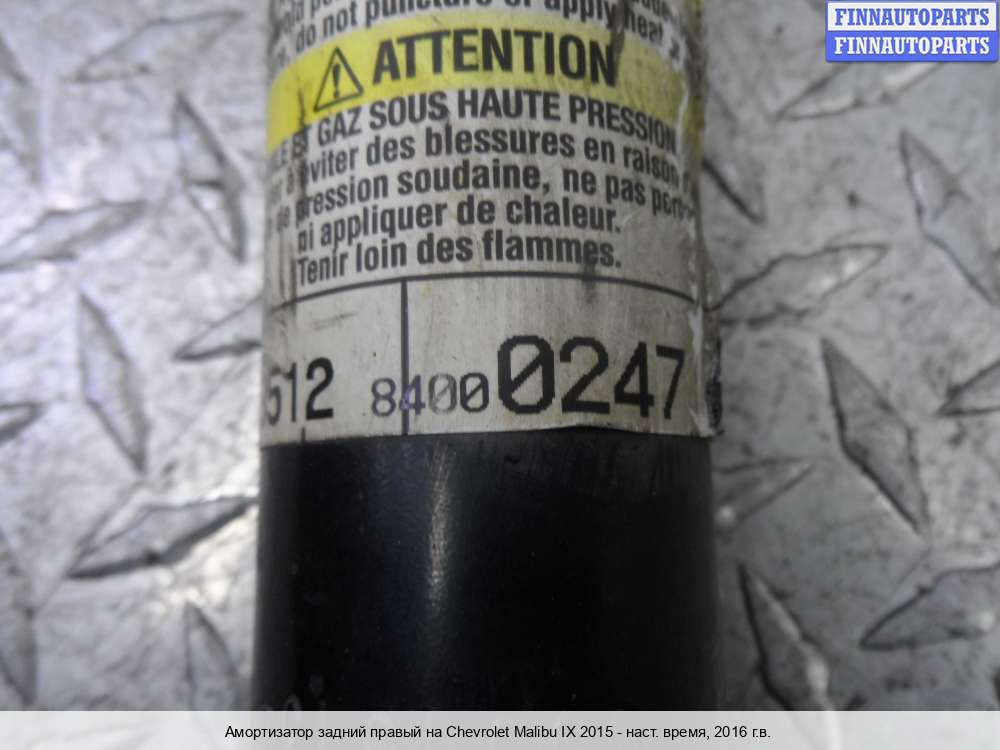 do not puncture or apply heat
FINNAUTOPARTS
FINNAUTOPARTS
ATTENTION
ET GAZ SOUS HAUTE PRESSION
éviter des blessures en raison
pression soudaine, ne pas
ni appliquer de chaleur.
Tenir loin des flammes.
512 8400 0247
Амортизатор задний правый на Chevrolet Malibu IX 2015 - наст. время, 2016 г.в.